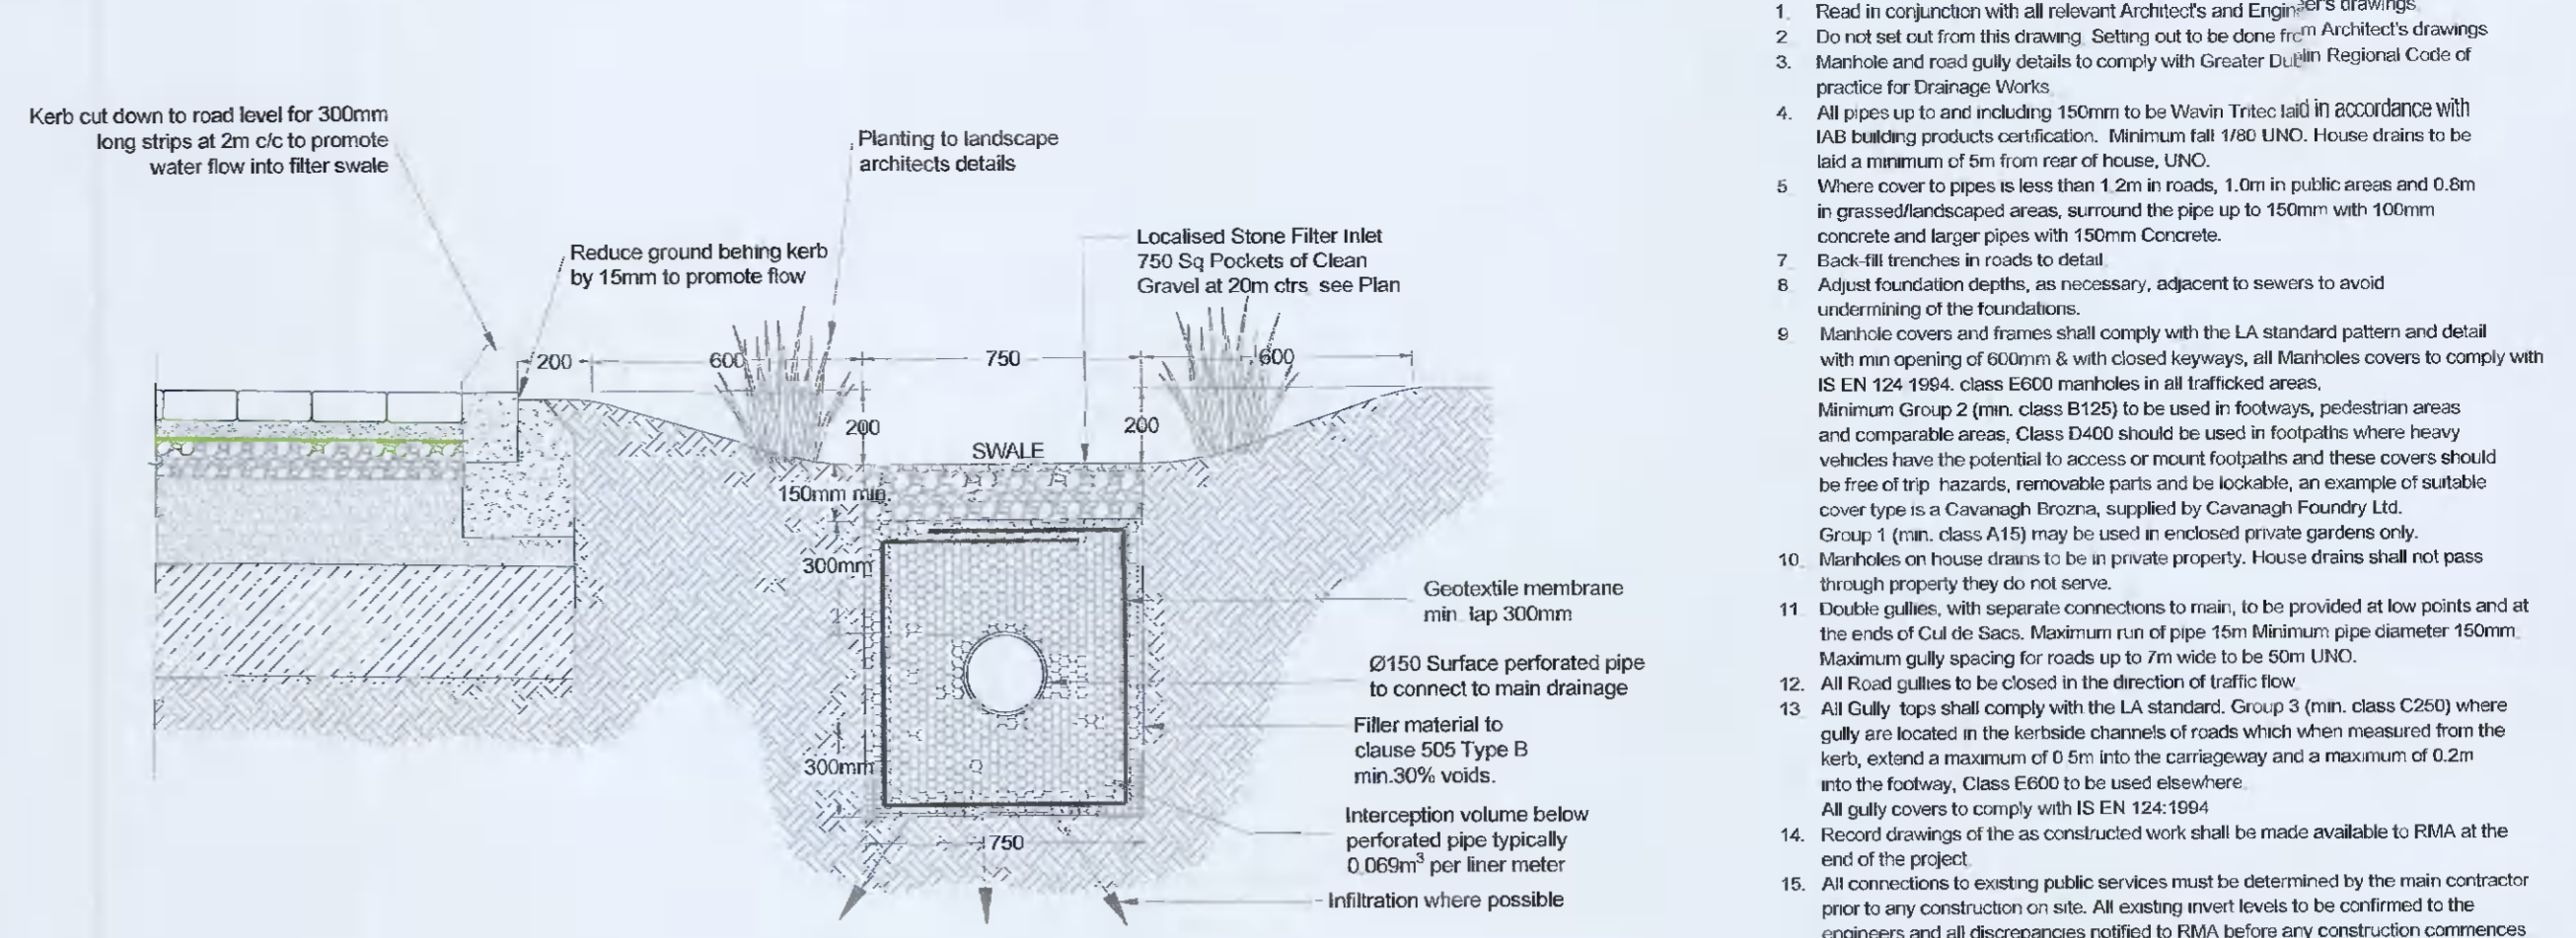 Kerb cut down to road level for 300mm
long strips at 2m c/c to promote
water flow into filter swale
Planting to landscape
architects details
Reduce ground behing kerb
by 15mm to promote flow
Localised Stone Filter Inlet
750 Sq Pockets of Clean
Gravel at 20m ctrs see Plan
200
600
750
600
200
200
SWALE
150mm min.
300mm
300mm
750
Geotextile membrane
min lap 300mm
Ø150 Surface perforated pipe
to connect to main drainage
Filler material to
clause 505 Type B
min.30% voids.
Interception volume below
perforated pipe typically
0.069m³ per liner meter
Infiltration where possible
1. Read in conjunction with all relevant Architect's and Engineers drawings
2 Do not set out from this drawing. Setting out to be done from Architect's drawings
3. Manhole and road gully details to comply with Greater Dublin Regional Code of
practice for Drainage Works
4. All pipes up to and including 150mm to be Wavin Tritec laid in accordance with
IAB building products certification. Minimum fall 1/80 UNO. House drains to be
laid a minimum of 5m from rear of house, UNO.
5 Where cover to pipes is less than 1.2m in roads, 1.0m in public areas and 0.8m
in grassed/landscaped areas, surround the pipe up to 150mm with 100mm
concrete and larger pipes with 150mm Concrete.
7 Back-fill trenches in roads to detail
8 Adjust foundation depths, as necessary, adjacent to sewers to avoid
undermining of the foundations.
9 Manhole covers and frames shall comply with the LA standard pattern and detail
with min opening of 600mm & with closed keyways, all Manholes covers to comply with
IS EN 124 1994. class E600 manholes in all trafficked areas,
Minimum Group 2 (min. class B125) to be used in footways, pedestrian areas
and comparable areas, Class D400 should be used in footpaths where heavy
vehicles have the potential to access or mount footpaths and these covers should
be free of trip hazards, removable parts and be lockable, an example of suitable
cover type is a Cavanagh Brozna, supplied by Cavanagh Foundry Ltd.
Group 1 (min. class A15) may be used in enclosed private gardens only.
10 Manholes on house drains to be in private property. House drains shall not pass
through property they do not serve.
11 Double gullies, with separate connections to main, to be provided at low points and at
the ends of Cul de Sacs. Maximum run of pipe 15m Minimum pipe diameter 150mm
Maximum gully spacing for roads up to 7m wide to be 50m UNO.
12. All Road gullies to be closed in the direction of traffic flow
13 All Gully tops shall comply with the LA standard. Group 3 (min. class C250) where
gully are located in the kerbside channels of roads which when measured from the
kerb, extend a maximum of 0.5m into the carriageway and a maximum of 0.2m
into the footway, Class E600 to be used elsewhere.
All gully covers to comply with IS EN 124:1994
14. Record drawings of the as constructed work shall be made available to RMA at the
end of the project
15. All connections to existing public services must be determined by the main contractor
prior to any construction on site. All existing invert levels to be confirmed to the
engineers and all discrepancies notified to RMA before any construction commences